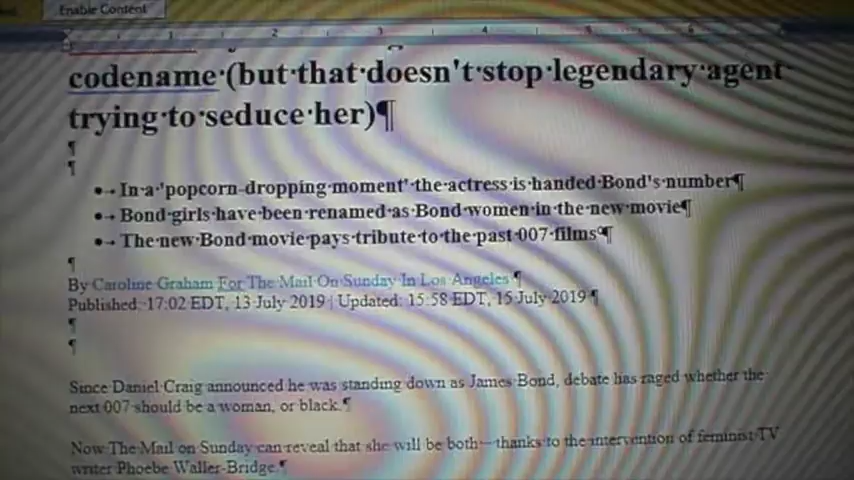 Enable Content
codename (but that doesn't stop legendary agent
trying to seduce her)¶
¶
¶
• In a 'popcorn-dropping moment' the actress is handed Bond's number¶
• Bond girls have been renamed as Bond women in the new movie¶
• The new Bond movie pays tribute to the past 007 films¶
¶
By Caroline Graham For The Mail On Sunday In Los Angeles ¶
Published: 17:02 EDT, 13 July 2019 | Updated: 15:58 EDT, 15 July 2019 ¶
¶
¶
Since Daniel Craig announced he was standing down as James Bond, debate has raged whether the
next 007 should be a woman, or black.¶
Now The Mail on Sunday can reveal that she will be both – thanks to the intervention of feminist TV
writer Phoebe Waller-Bridge.¶